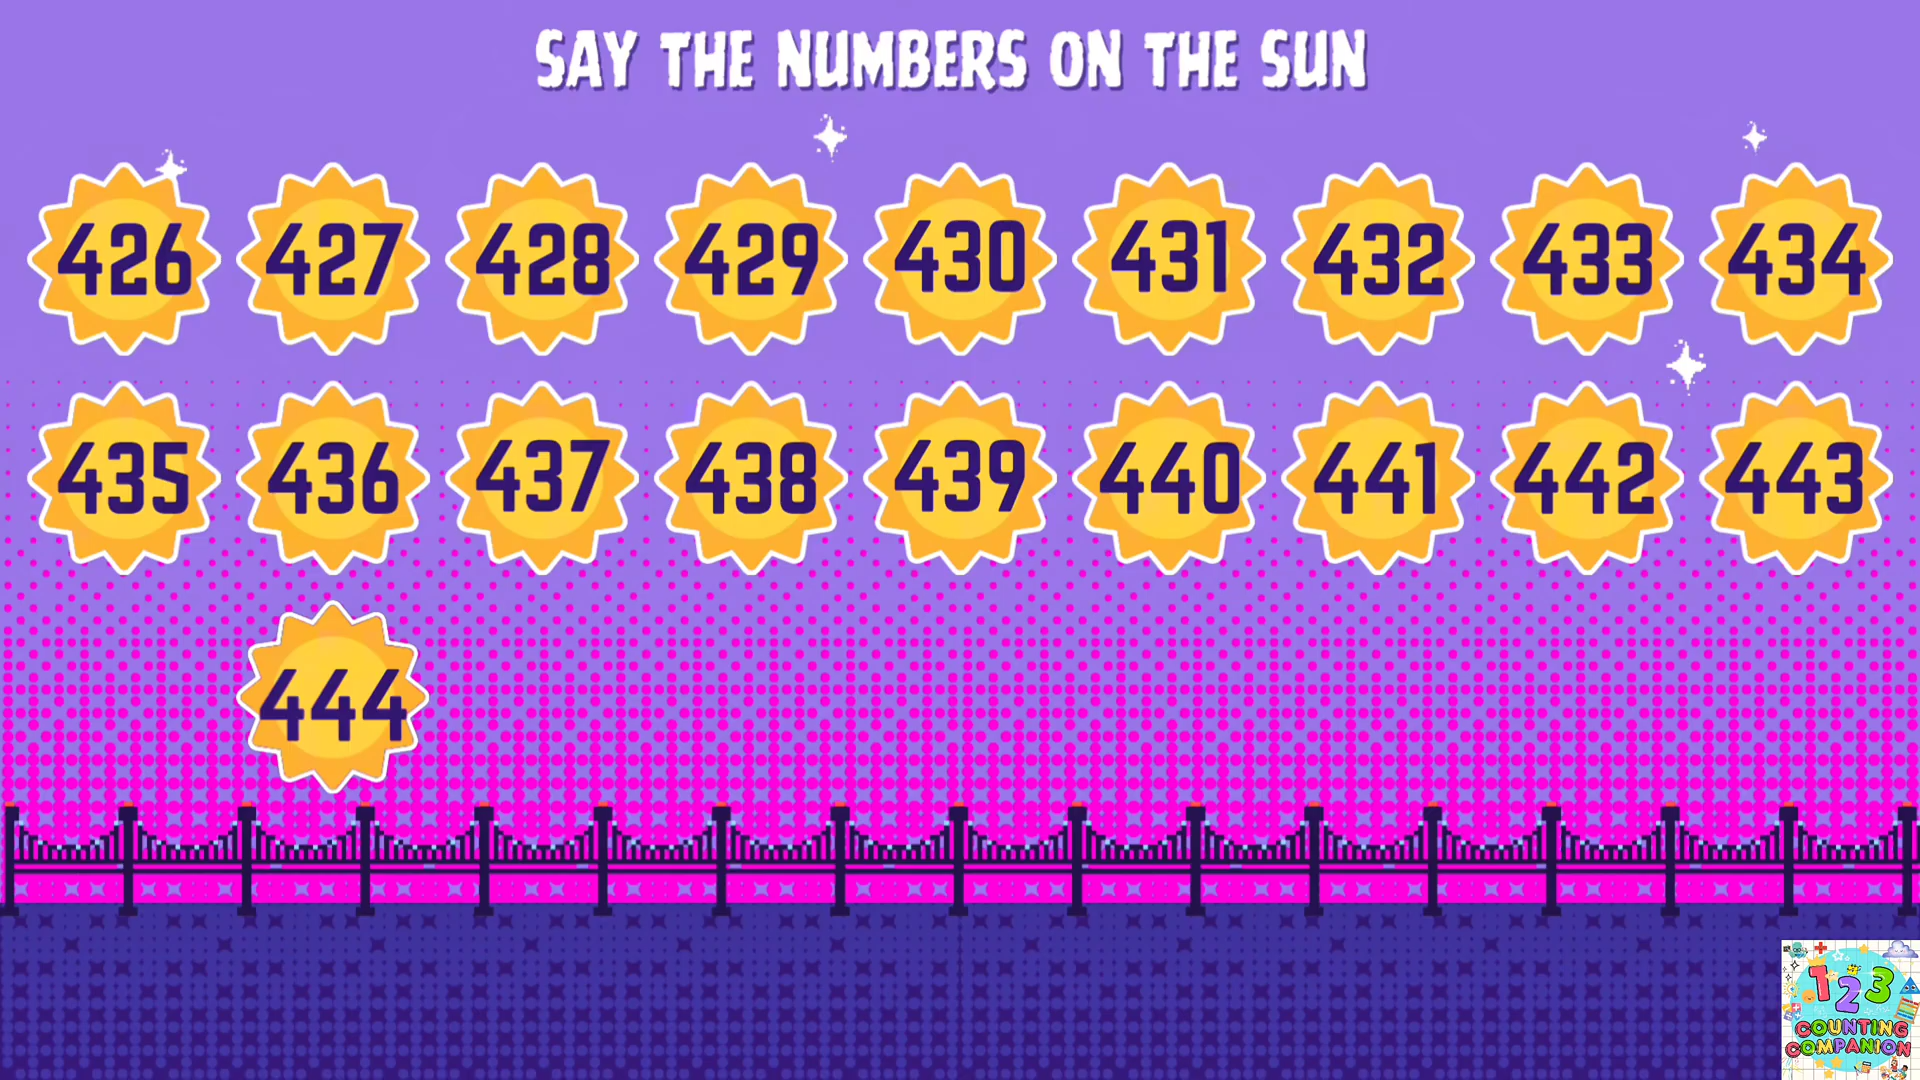 SAY THE NUMBERS ON THE SUN
426 427 428 429 430 431 432 433 434
435 436 437 438 439 440 441 442 443
444
123
COUNTING
COMPANION